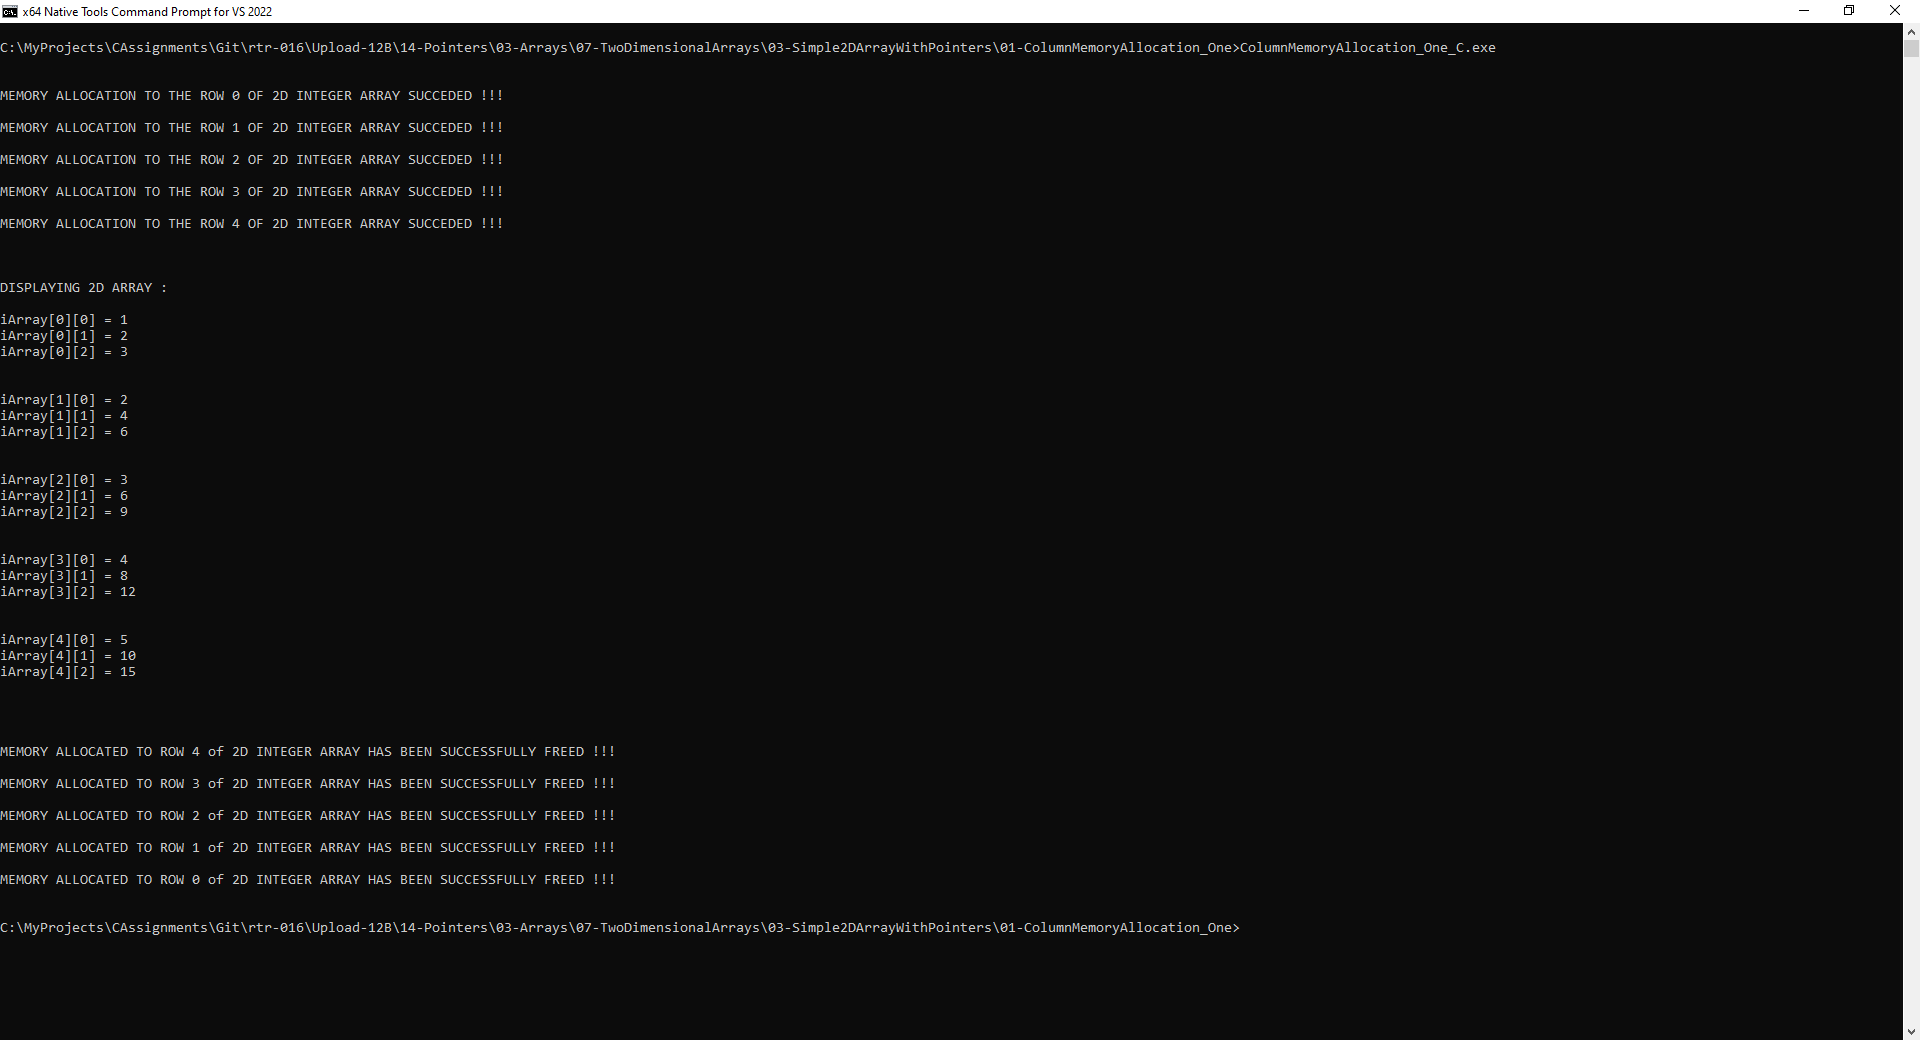 x64 Native Tools Command Prompt for VS 2022
C:\MyProjects\CAssignments\Git\rtr-016\Upload-12B\14-Pointers\03-Arrays\07-TwoDimensionalArrays\03-Simple2DArrayWithPointers\01-ColumnMemoryAllocation_One>ColumnMemoryAllocation_One_C.exe
MEMORY ALLOCATION TO THE ROW 0 OF 2D INTEGER ARRAY SUCCEDED !!!
MEMORY ALLOCATION TO THE ROW 1 OF 2D INTEGER ARRAY SUCCEDED !!!
MEMORY ALLOCATION TO THE ROW 2 OF 2D INTEGER ARRAY SUCCEDED !!!
MEMORY ALLOCATION TO THE ROW 3 OF 2D INTEGER ARRAY SUCCEDED !!!
MEMORY ALLOCATION TO THE ROW 4 OF 2D INTEGER ARRAY SUCCEDED !!!
DISPLAYING 2D ARRAY :
iArray[0][0] = 1
iArray[0][1] = 2
iArray[0][2] = 3
iArray[1][0] = 2
iArray[1][1] = 4
iArray[1][2] = 6
iArray[2][0] = 3
iArray[2][1] = 6
iArray[2][2] = 9
iArray[3][0] = 4
iArray[3][1] = 8
iArray[3][2] = 12
iArray[4][0] = 5
iArray[4][1] = 10
iArray[4][2] = 15
MEMORY ALLOCATED TO ROW 4 of 2D INTEGER ARRAY HAS BEEN SUCCESSFULLY FREED !!!
MEMORY ALLOCATED TO ROW 3 of 2D INTEGER ARRAY HAS BEEN SUCCESSFULLY FREED !!!
MEMORY ALLOCATED TO ROW 2 of 2D INTEGER ARRAY HAS BEEN SUCCESSFULLY FREED !!!
MEMORY ALLOCATED TO ROW 1 of 2D INTEGER ARRAY HAS BEEN SUCCESSFULLY FREED !!!
MEMORY ALLOCATED TO ROW 0 of 2D INTEGER ARRAY HAS BEEN SUCCESSFULLY FREED !!!
C:\MyProjects\CAssignments\Git\rtr-016\Upload-12B\14-Pointers\03-Arrays\07-TwoDimensionalArrays\03-Simple2DArrayWithPointers\01-ColumnMemoryAllocation_One>